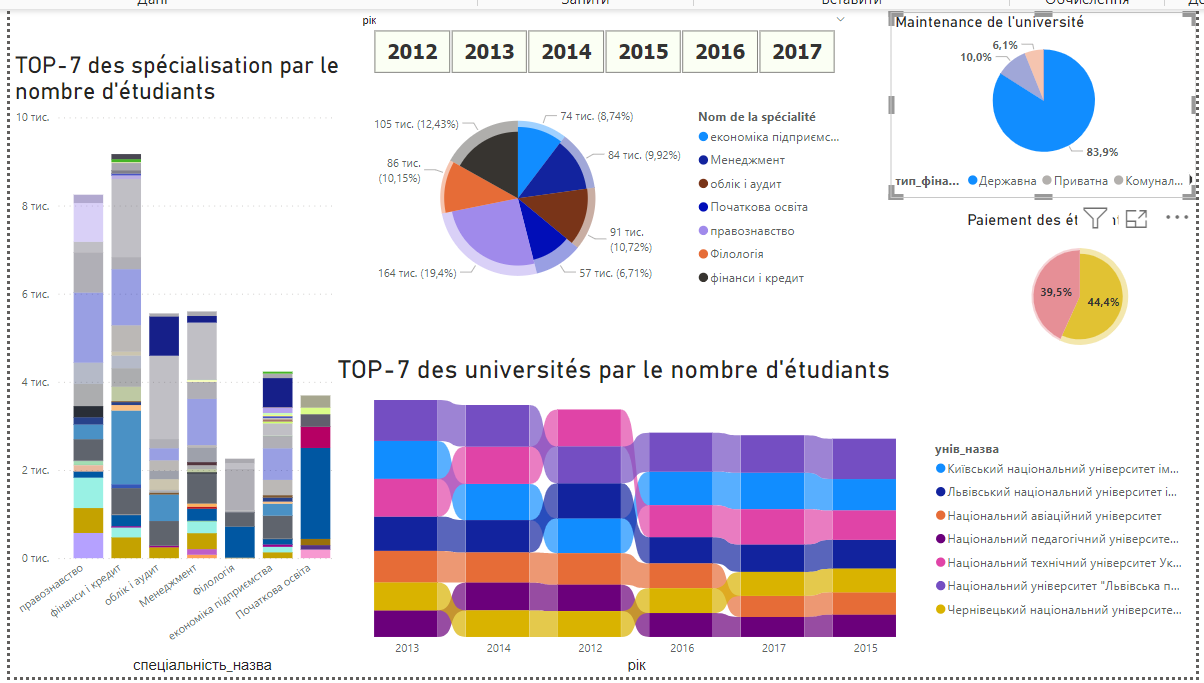 Дані
Запити
Вставити
Обчислення
рік
2012 2013 2014 2015 2016 2017
TOP-7 des spécialisation par le
nombre d'étudiants
10 тис.
8 тис.
6 тис.
4 тис.
2 тис.
0 тис.
правознавство
фінанси і кредит
облік і аудит
Менеджмент
Філологія
економіка підприємства
Початкова освіта
спеціальність_назва
74 тис. (8,74%)
84 тис. (9,92%)
91 тис.
(10,72%)
57 тис. (6,71%)
164 тис. (19,4%)
86 тис.
(10,15%)
105 тис. (12,43%)
Nom de la spécialité
економіка підприємс...
Менеджмент
облік і аудит
Початкова освіта
правознавство
Філологія
фінанси і кредит
Maintenance de l'université
6,1%
10,0%
83,9%
тип_фіна... Державна Приватна Комунал...
Paiement des ét
39,5%
44,4%
TOP-7 des universités par le nombre d'étudiants
2013 2014 2012 2016 2017 2015
рік
унів_назва
Київський національний університет ім...
Львівський національний університет і...
Національний авіаційний университет
Національний педагогічний университе...
Національний технічний університет Ук...
Національний університет "Львівська п...
Чернівецький національний університе...